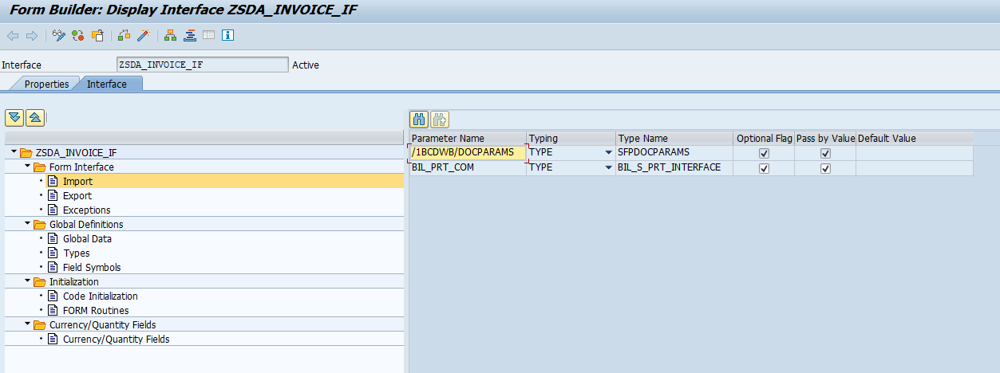 Form Builder: Display Interface ZSDA_INVOICE_IF
Interface ZSDA_INVOICE_IF Active
Properties Interface
Parameter Name Typing Type Name Optional Flag Pass by Value Default Value
/1BCDWB/DOCPARAMS TYPE SFPDOCPARAMS
BIL_PRT_COM TYPE BIL_S_PRT_INTERFACE
ZSDA_INVOICE_IF
Form Interface
Import
Export
Exceptions
Global Definitions
Global Data
Types
Field Symbols
Initialization
Code Initialization
FORM Routines
Currency/Quantity Fields
Currency/Quantity Fields